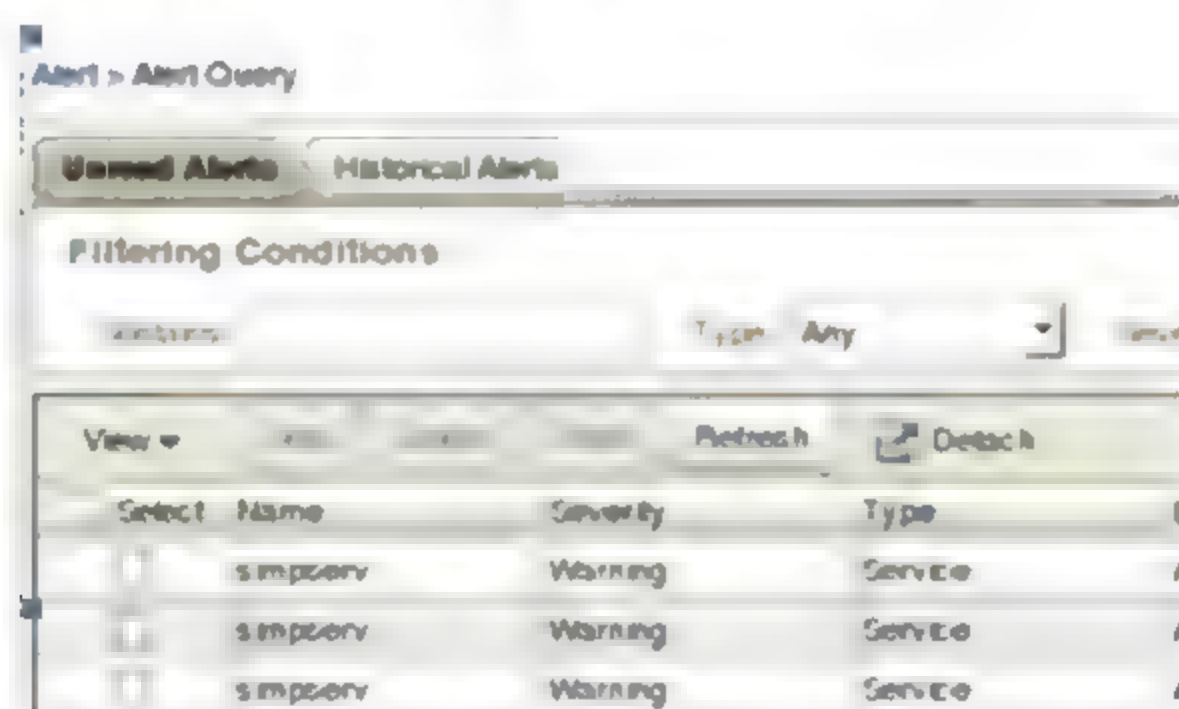 Alert > Alert Query
Alerts Historical Alerts
Filtering Conditions
Type Any
View Refresh Detach
Select Name Severity Type
simpserv Warning Service
simpserv Warning Service
simpserv Warning Service